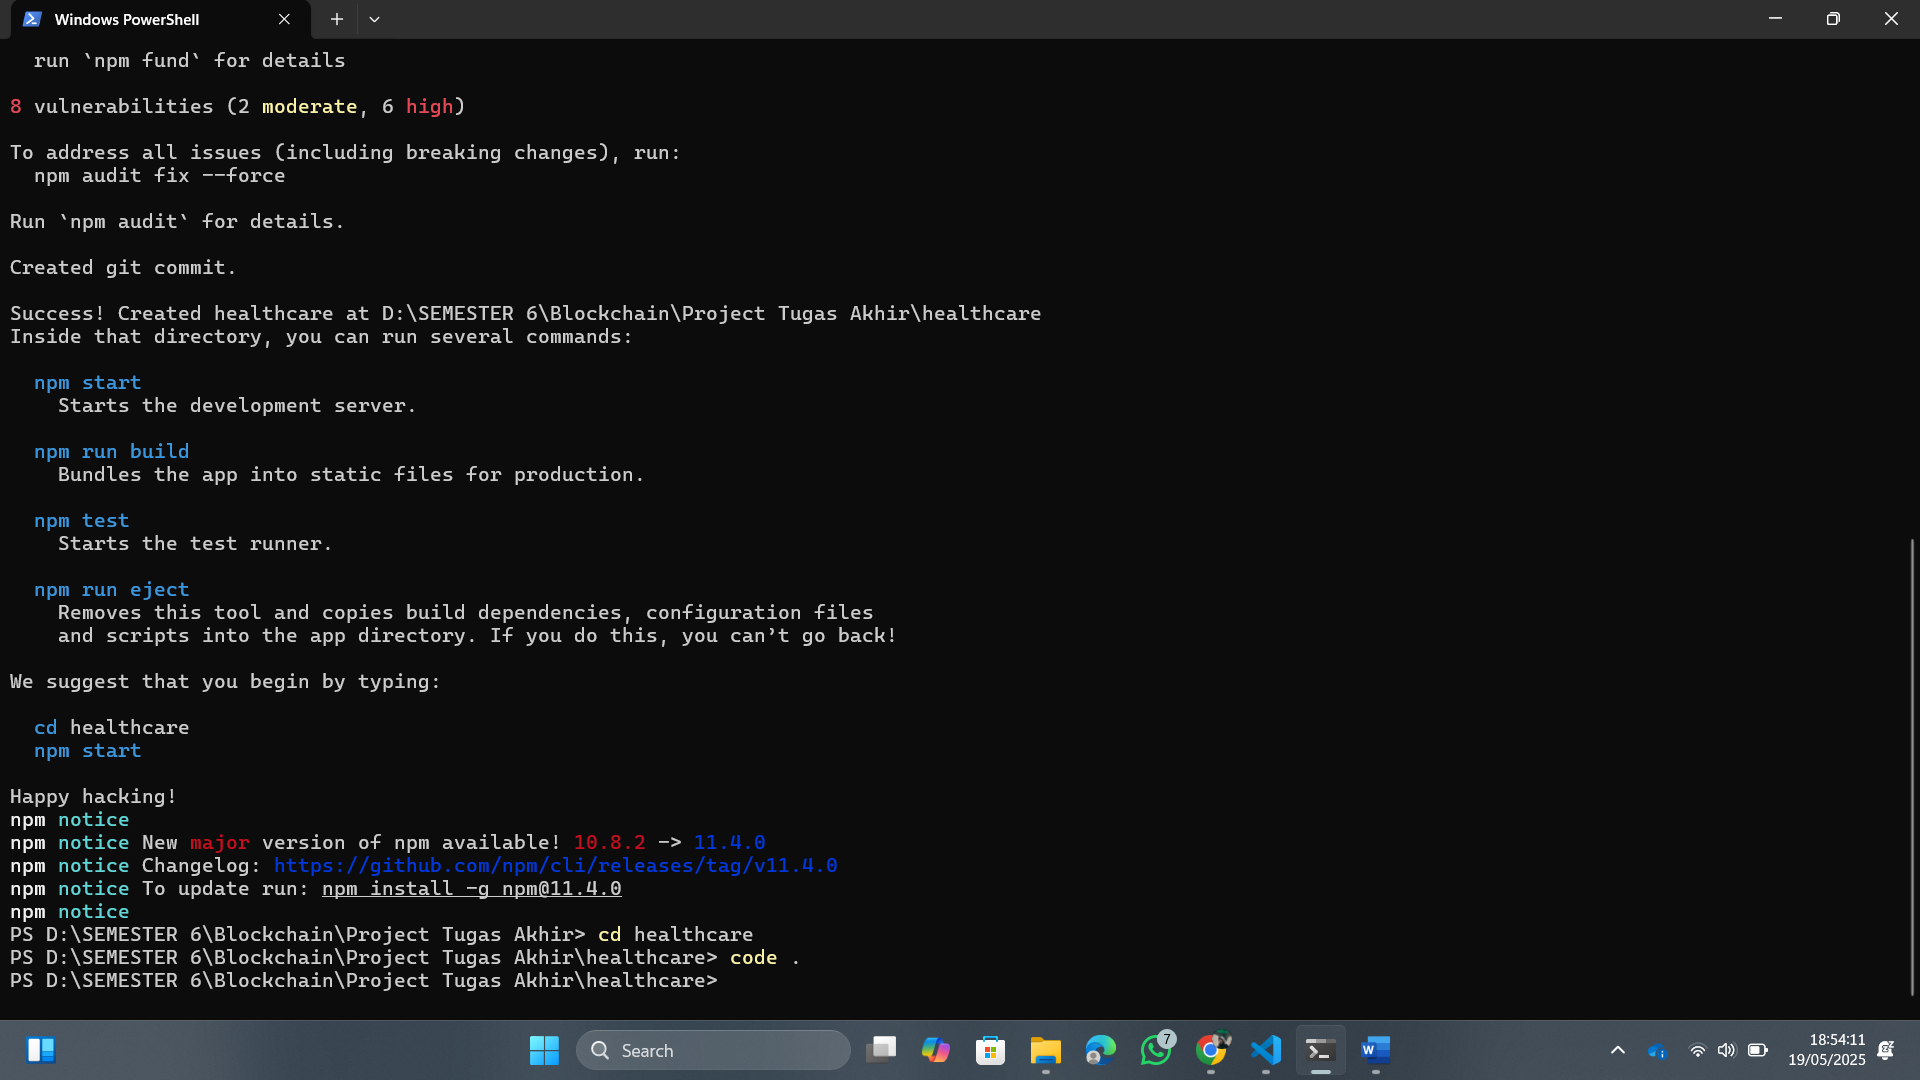 Windows PowerShell
run `npm fund` for details
8 vulnerabilities (2 moderate, 6 high)
To address all issues (including breaking changes), run:
npm audit fix --force
Run `npm audit` for details.
Created git commit.
Success! Created healthcare at D:\SEMESTER 6\Blockchain\Project Tugas Akhir\healthcare
Inside that directory, you can run several commands:
npm start
Starts the development server.
npm run build
Bundles the app into static files for production.
npm test
Starts the test runner.
npm run eject
Removes this tool and copies build dependencies, configuration files
and scripts into the app directory. If you do this, you can’t go back!
We suggest that you begin by typing:
cd healthcare
npm start
Happy hacking!
npm notice
npm notice New major version of npm available! 10.8.2 -> 11.4.0
npm notice Changelog: https://github.com/npm/cli/releases/tag/v11.4.0
npm notice To update run: npm install -g npm@11.4.0
npm notice
PS D:\SEMESTER 6\Blockchain\Project Tugas Akhir> cd healthcare
PS D:\SEMESTER 6\Blockchain\Project Tugas Akhir\healthcare> code .
PS D:\SEMESTER 6\Blockchain\Project Tugas Akhir\healthcare>
Search
7
18:54:11
19/05/2025